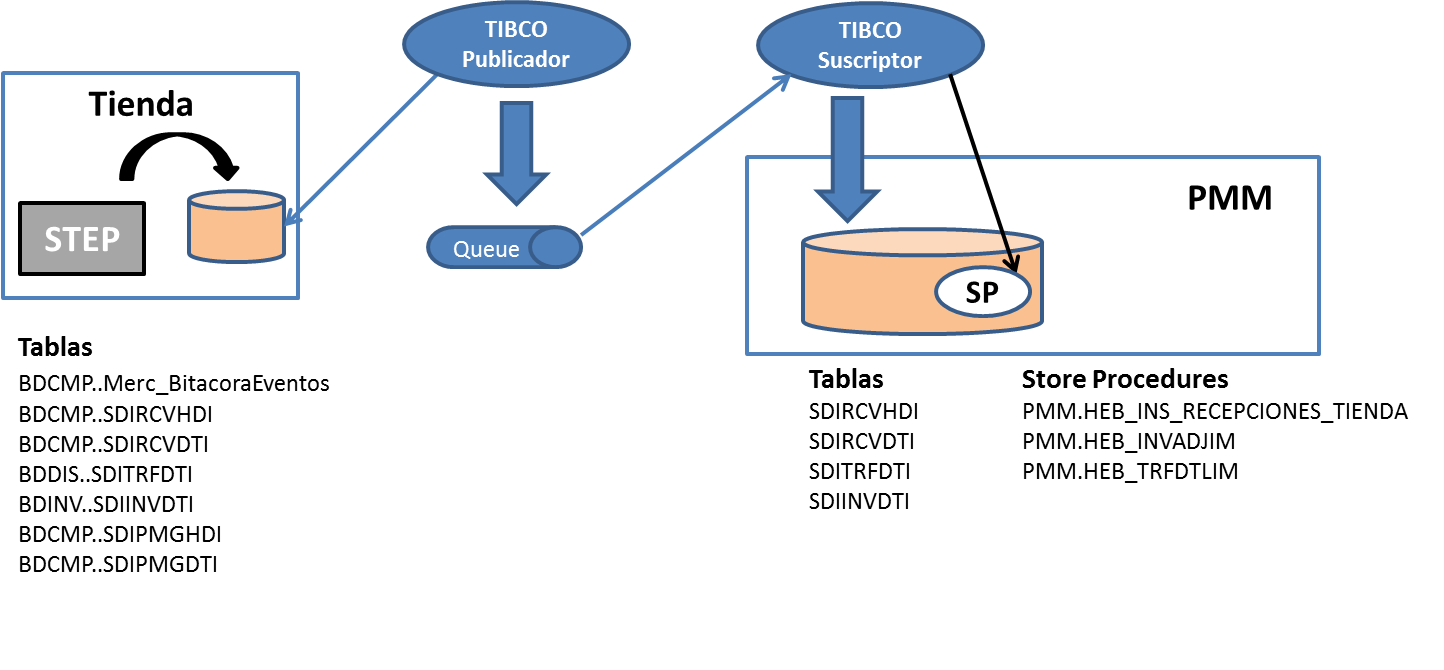 TIBCO
Publicador
TIBCO
Suscriptor
Tienda
STEP
Queue
PMM
SP
Tablas
BDCMP..Merc_BitacoraEventos
BDCMP..SDIRCVHDI
BDCMP..SDIRCVDTI
BDDIS..SDITRFDTI
BDINV..SDIINVDTI
BDCMP..SDIPMGHDI
BDCMP..SDIPMGDTI
Tablas
SDIRCVHDI
SDIRCVDTI
SDITRFDTI
SDIINVDTI
Store Procedures
PMM.HEB_INS_RECEPCIONES_TIENDA
PMM.HEB_INVADJIM
PMM.HEB_TRFDTLIM